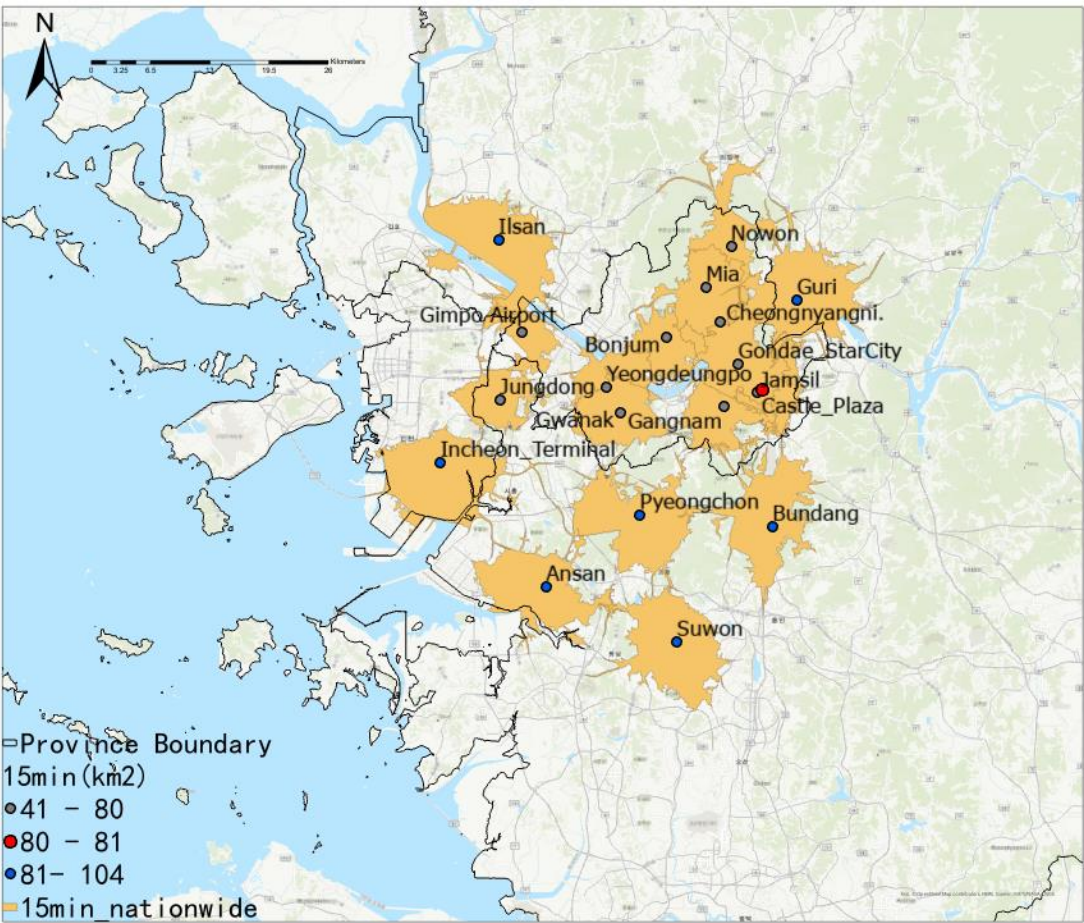 N
0 3.25 6.5 13 19.5 26 Kilometers
Ilsan
Nowon
Mia
Guri
Gimpo Airport
Cheongnyangni.
Bonjum
Gondae_StarCity
Jungdong
Yeongdeungpo
Jamsil
Gwanak
Gangnam
Castle_Plaza
Incheon_Terminal
Pyeongchon
Bundang
Ansan
Suwon
Province Boundary
15min(km2)
41 - 80
80 - 81
81- 104
15min_nationwide